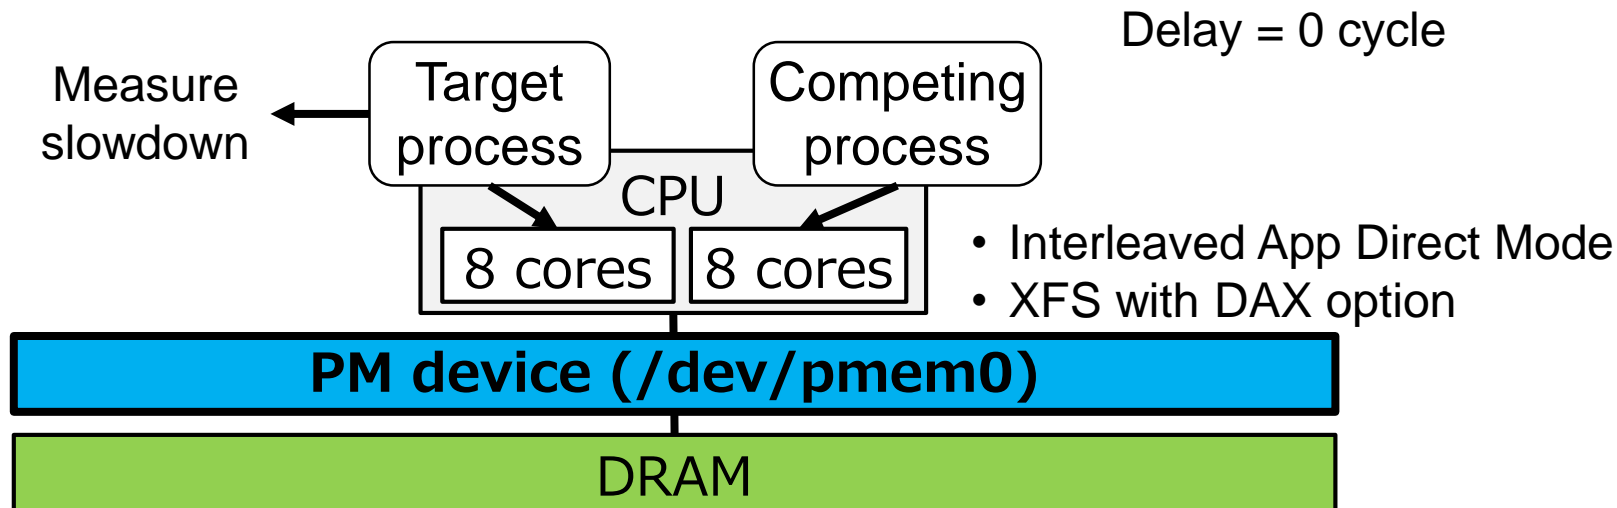 Delay = 0 cycle
Measure
slowdown
Target
process
Competing
process
CPU
8 cores
8 cores
• Interleaved App Direct Mode
• XFS with DAX option
PM device (/dev/pmem0)
DRAM